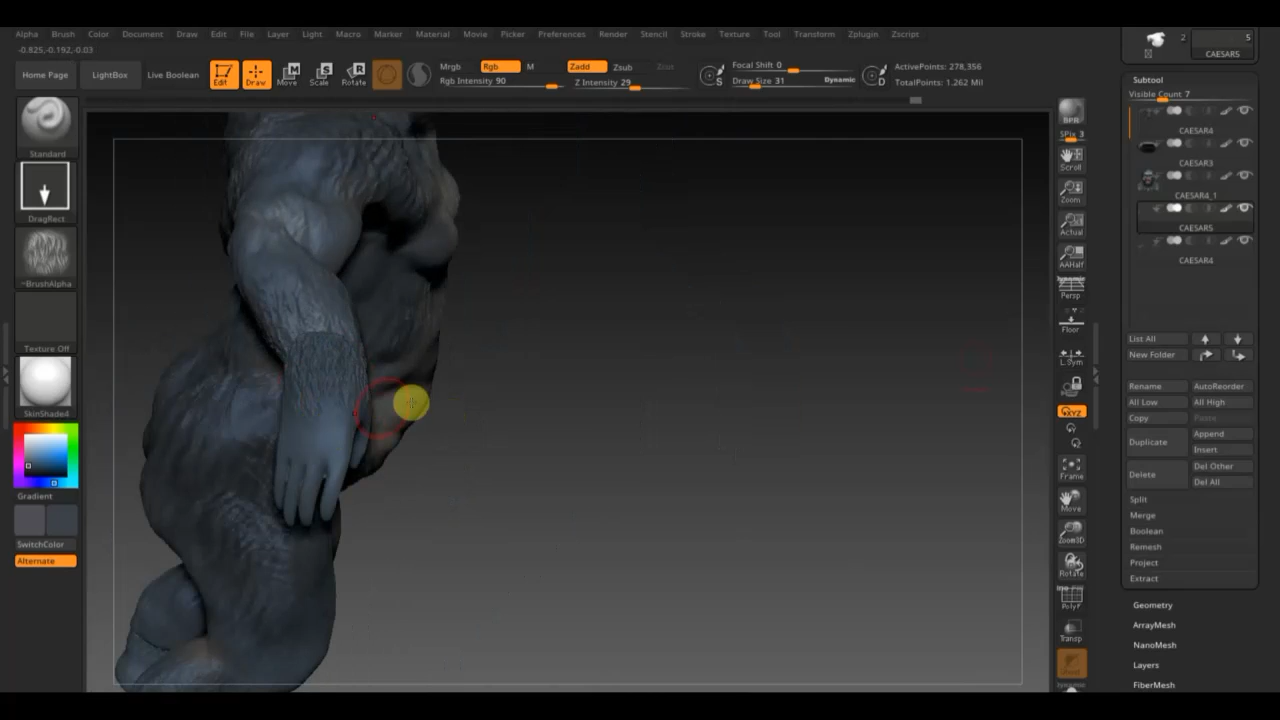 Alpha Brush Color Document Draw Edit File Layer Light Macro Marker Material Movie Picker Preferences Render Stencil Stroke Texture Tool Transform Zplugin Zscript
-0.825,-0.192,-0.03
Home Page LightBox Live Boolean Edit Draw Move Scale Rotate
Mrgb Rgb M Zadd Zsub Zcut
Rgb Intensity 90 Z Intensity 29
Focal Shift 0
Draw Size 31 Dynamic
S D
ActivePoints: 278,356
TotalPoints: 1.262 Mil
Standard
DragRect
~BrushAlpha
Texture Off
SkinShade4
Gradient
SwitchColor
Alternate
BPR
SPix 3
Scroll
Zoom
Actual
AAHalf
Dynamic
Persp
Floor
L.Sym
XYZ
Frame
Move
Zoom3D
Rotate
PolyF
Transp
2 5
CAESAR5
Subtool
Visible Count 7
CAESAR4
CAESAR3
CAESAR4_1
CAESAR5
CAESAR4
List All
New Folder
Rename AutoReorder
All Low All High
Copy Paste
Duplicate Append
Insert
Delete Del Other
Del All
Split
Merge
Boolean
Remesh
Project
Extract
Geometry
ArrayMesh
NanoMesh
Layers
FiberMesh